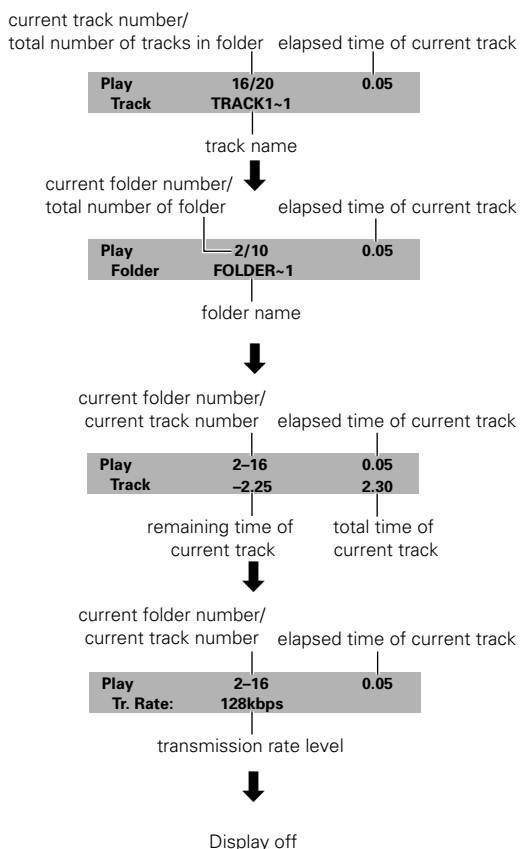 current track number/
total number of tracks in folder elapsed time of current track
Play 16/20 0.05
Track TRACK1~1
track name
current folder number/
total number of folder elapsed time of current track
Play 2/10 0.05
Folder FOLDER~1
folder name
current folder number/
current track number elapsed time of current track
Play 2–16 0.05
Track –2.25 2.30
remaining time of total time of
current track current track
current folder number/
current track number elapsed time of current track
Play 2–16 0.05
Tr. Rate: 128kbps
transmission rate level
Display off